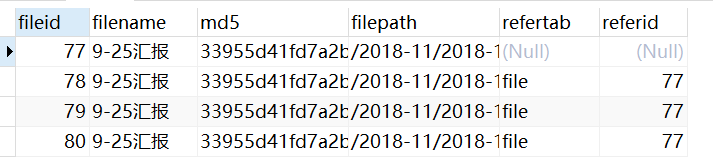 fileid filename md5 filepath refertab referid
77 9-25汇报 33955d41fd7a2b /2018-11/2018-1 (Null) (Null)
78 9-25汇报 33955d41fd7a2b /2018-11/2018-1 file 77
79 9-25汇报 33955d41fd7a2b /2018-11/2018-1 file 77
80 9-25汇报 33955d41fd7a2b /2018-11/2018-1 file 77